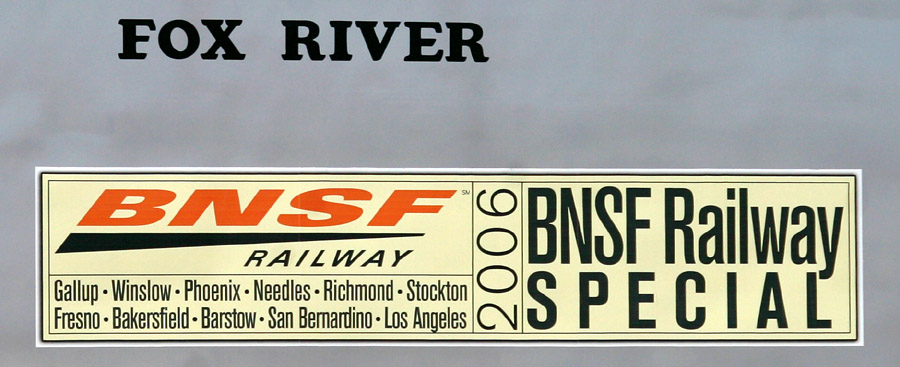 FOX RIVER
BNSF SM
RAILWAY
Gallup • Winslow • Phoenix • Needles • Richmond • Stockton
Fresno • Bakersfield • Barstow • San Bernardino • Los Angeles
2006
BNSF Railway
SPECIAL